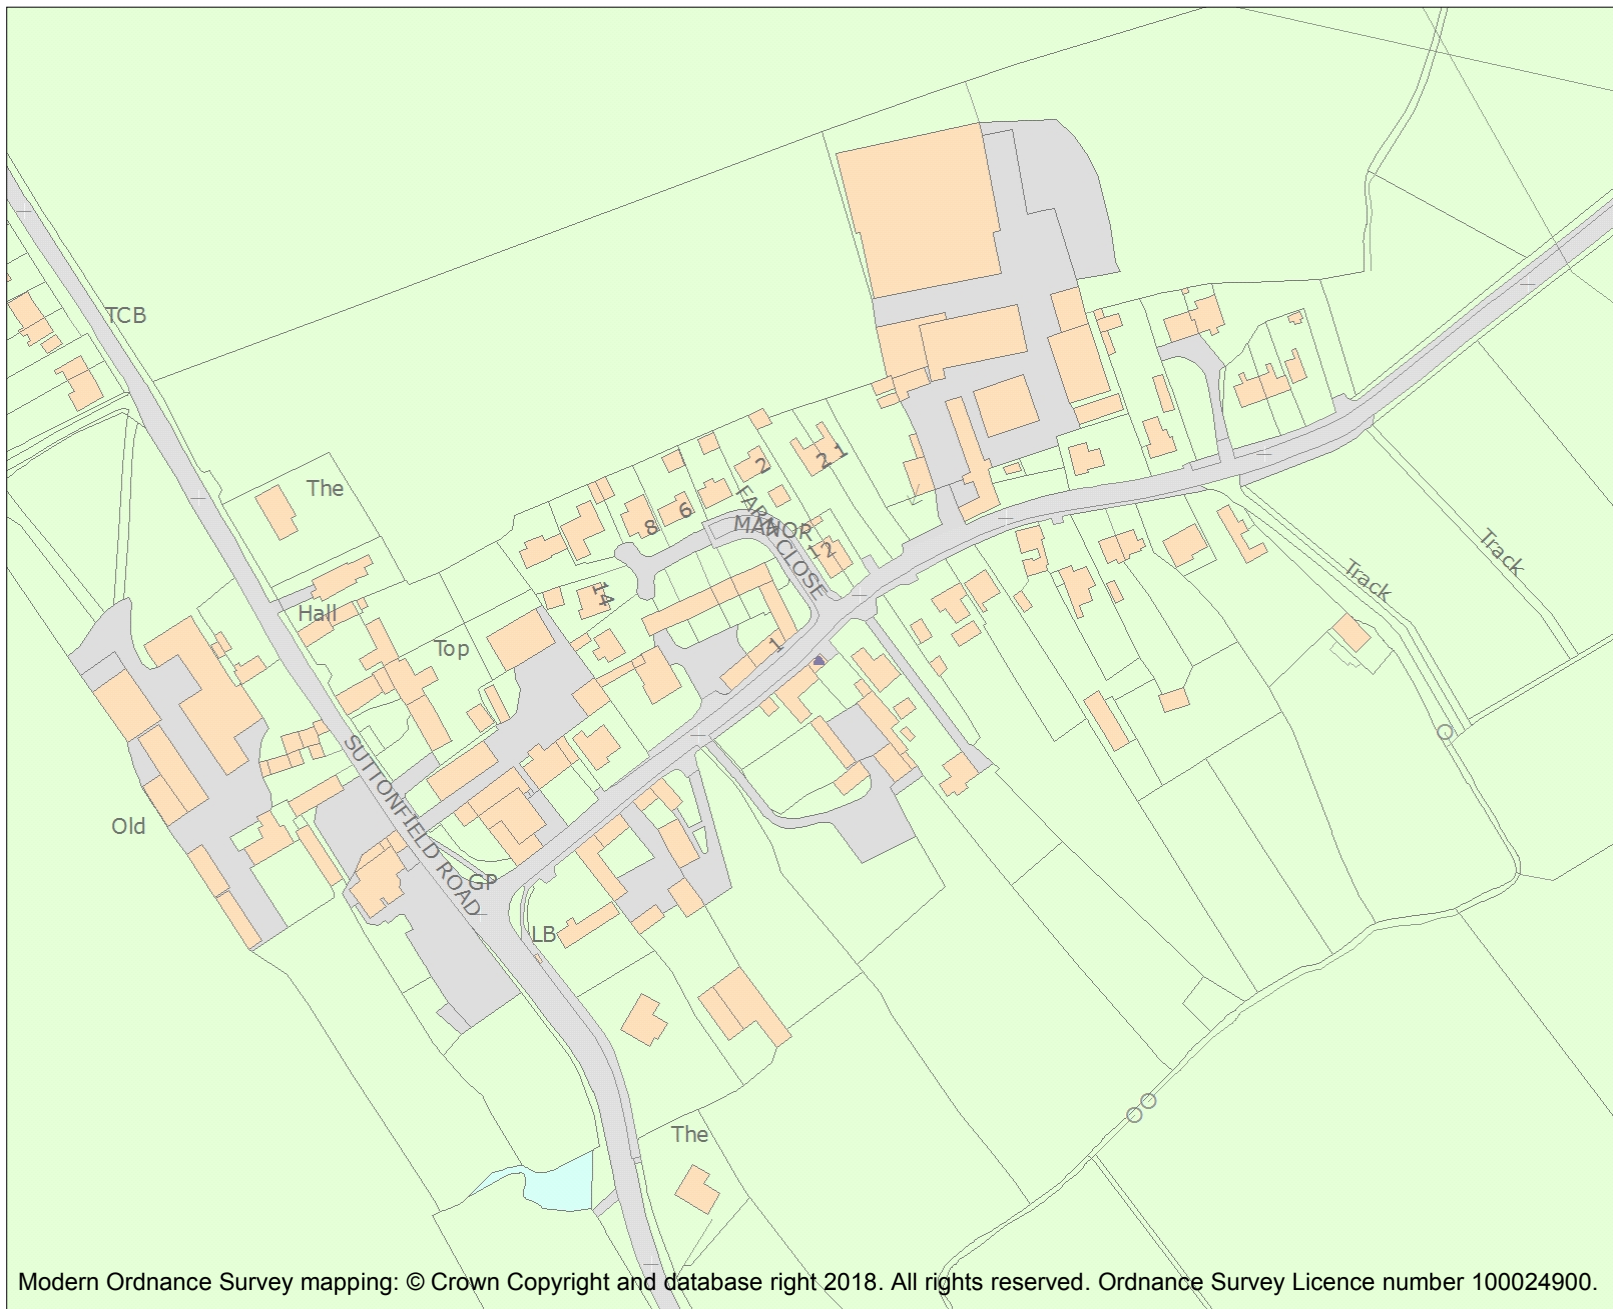 TCB
The
2
2 1
6
8
FARM CLOSE
MANOR
12
Track
Track
14
Hall
Top
1
SUTTONFIELD ROAD
Old
GP
LB
The
Modern Ordnance Survey mapping: © Crown Copyright and database right 2018. All rights reserved. Ordnance Survey Licence number 100024900.